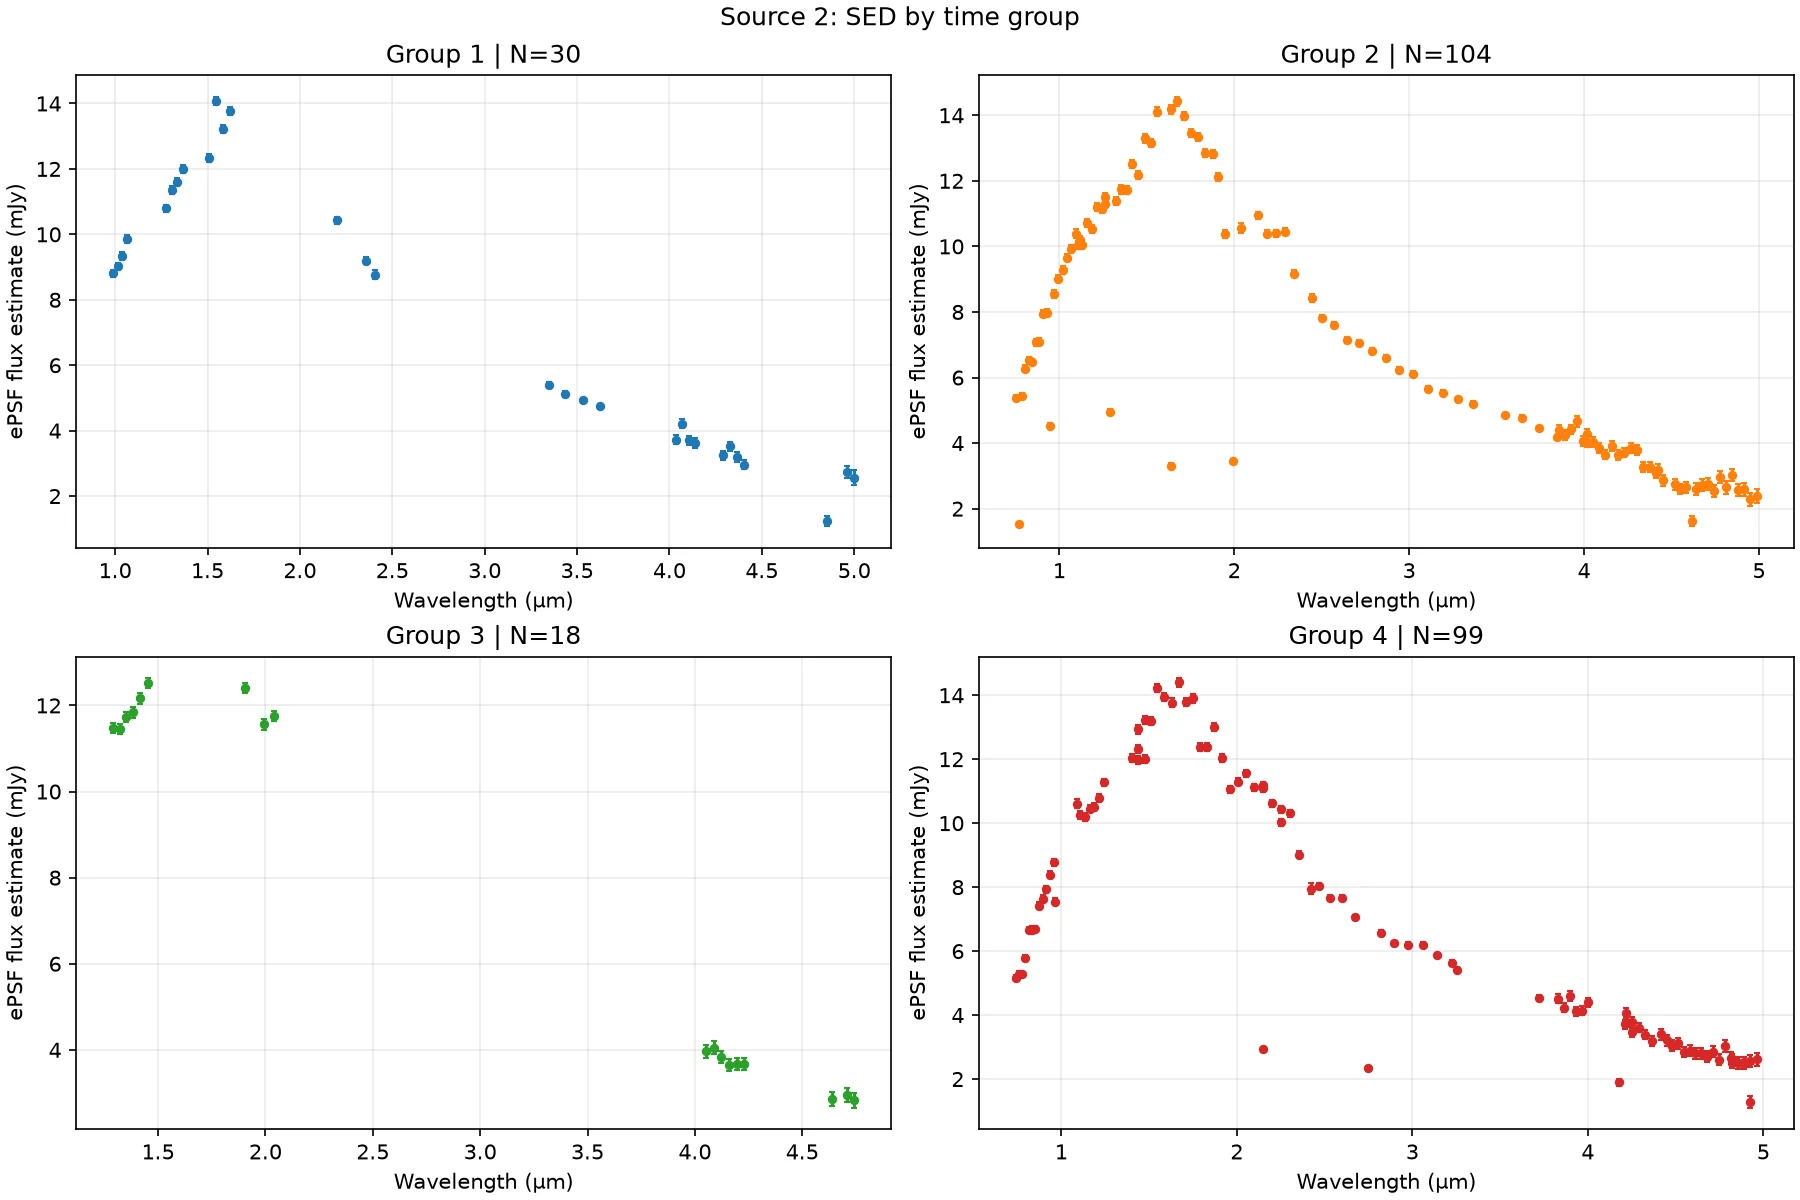 Source 2: SED by time group
Group 1 | N=30
ePSF flux estimate (mJy)
14
12
10
8
6
4
2
1.0 1.5 2.0 2.5 3.0 3.5 4.0 4.5 5.0
Wavelength (µm)
Group 2 | N=104
ePSF flux estimate (mJy)
14
12
10
8
6
4
2
1 2 3 4 5
Wavelength (µm)
Group 3 | N=18
ePSF flux estimate (mJy)
12
10
8
6
4
1.5 2.0 2.5 3.0 3.5 4.0 4.5
Wavelength (µm)
Group 4 | N=99
ePSF flux estimate (mJy)
14
12
10
8
6
4
2
1 2 3 4 5
Wavelength (µm)